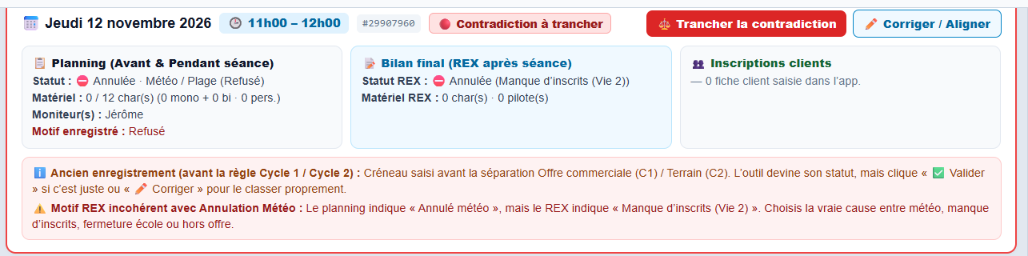 Jeudi 12 novembre 2026 11h00 – 12h00 #29907960 Contradiction à trancher Trancher la contradiction Corriger / Aligner
Planning (Avant & Pendant séance)
Statut : Annulée · Météo / Plage (Refusé)
Matériel : 0 / 12 char(s) (0 mono + 0 bi · 0 pers.)
Moniteur(s) : Jérôme
Motif enregistré : Refusé
Bilan final (REX après séance)
Statut REX : Annulée (Manque d'inscrits (Vie 2))
Matériel REX : 0 char(s) · 0 pilote(s)
Inscriptions clients
— 0 fiche client saisie dans l'app.
Ancien enregistrement (avant la règle Cycle 1 / Cycle 2) : Créneau saisi avant la séparation Offre commerciale (C1) / Terrain (C2). L'outil devine son statut, mais clique « ✅ Valider
» si c'est juste ou « Corriger » pour le classer proprement.
Motif REX incohérent avec Annulation Météo : Le planning indique « Annulé météo », mais le REX indique « Manque d'inscrits (Vie 2) ». Choisis la vraie cause entre météo, manque
d'inscrits, fermeture école ou hors offre.